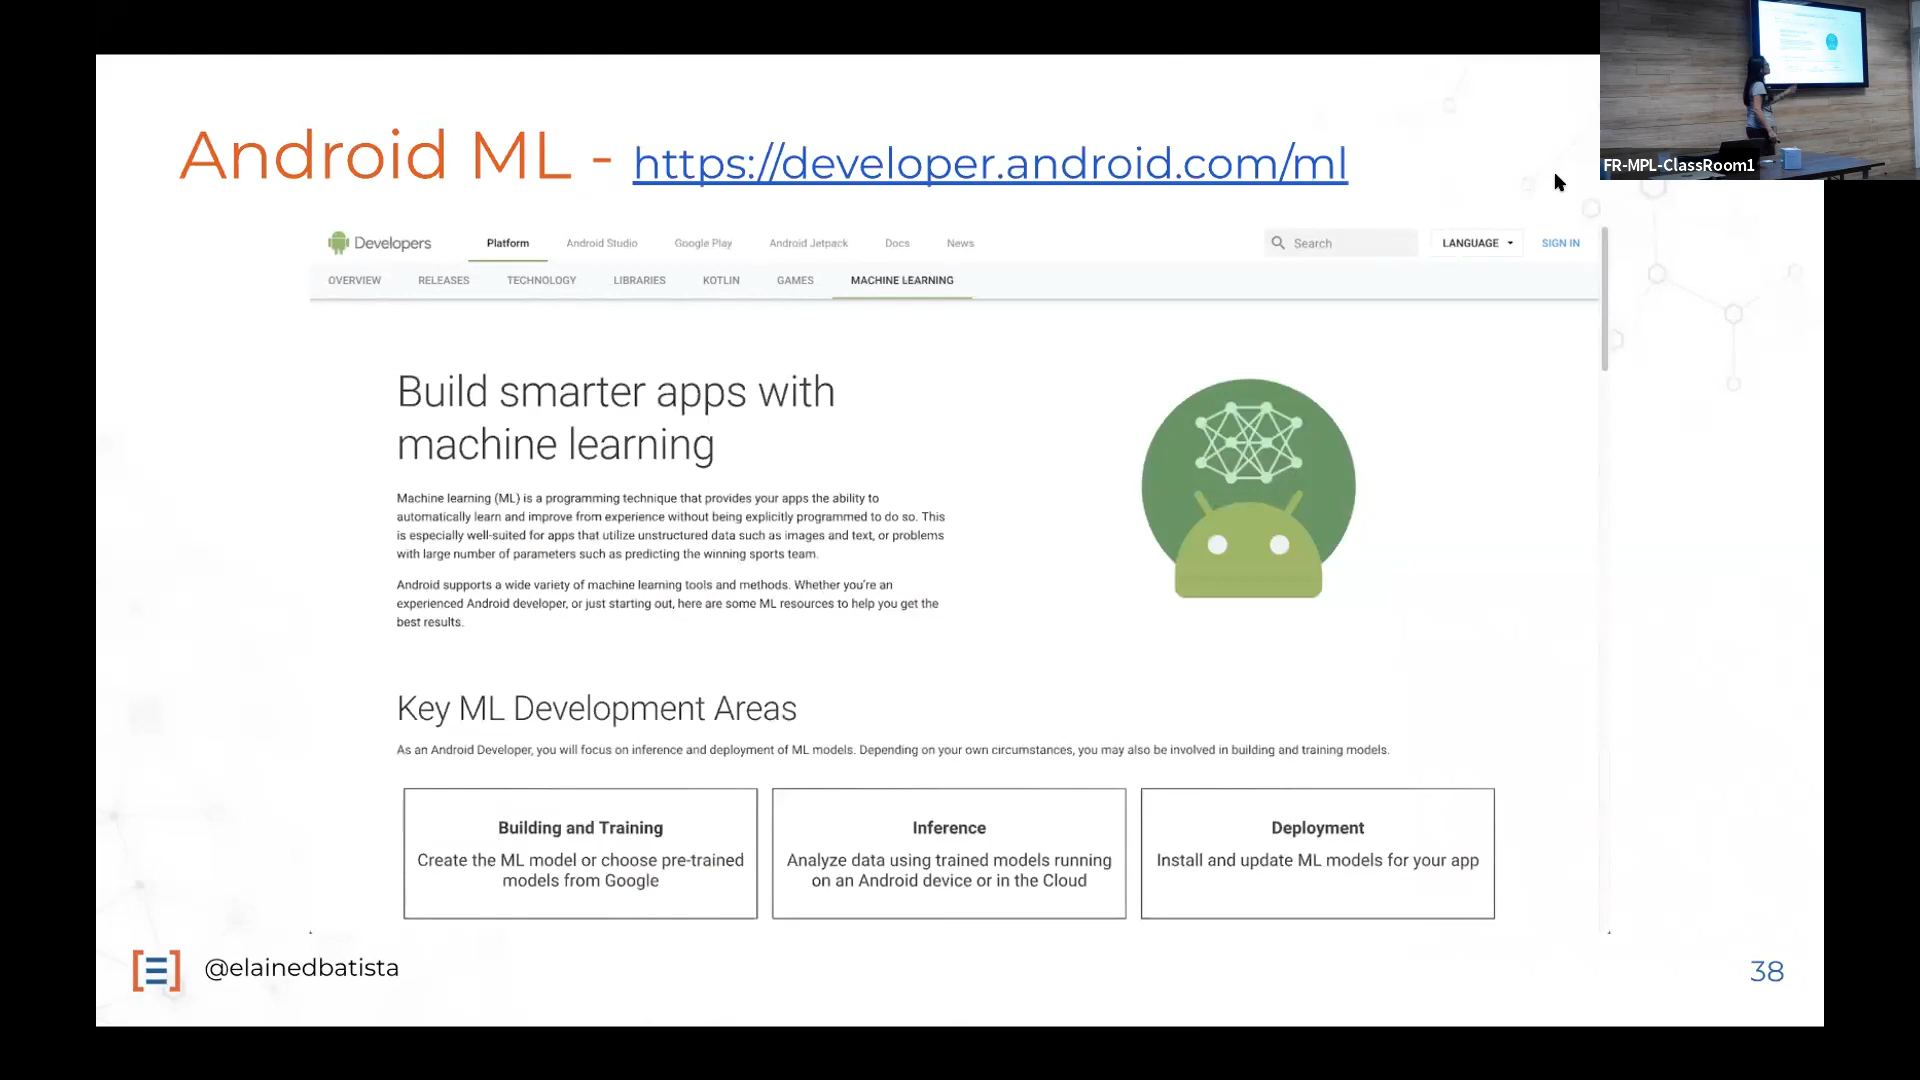 FR-MPL-ClassRoom1
Android ML - https://developer.android.com/ml
Developers Platform Android Studio Google Play Android Jetpack Docs News Search LANGUAGE SIGN IN
OVERVIEW RELEASES TECHNOLOGY LIBRARIES KOTLIN GAMES MACHINE LEARNING
Build smarter apps with
machine learning
Machine learning (ML) is a programming technique that provides your apps the ability to
automatically learn and improve from experience without being explicitly programmed to do so. This
is especially well-suited for apps that utilize unstructured data such as images and text, or problems
with large number of parameters such as predicting the winning sports team.
Android supports a wide variety of machine learning tools and methods. Whether you're an
experienced Android developer, or just starting out, here are some ML resources to help you get the
best results.
Key ML Development Areas
As an Android Developer, you will focus on inference and deployment of ML models. Depending on your own circumstances, you may also be involved in building and training models.
Building and Training
Create the ML model or choose pre-trained
models from Google
Inference
Analyze data using trained models running
on an Android device or in the Cloud
Deployment
Install and update ML models for your app
@elainedbatista
38